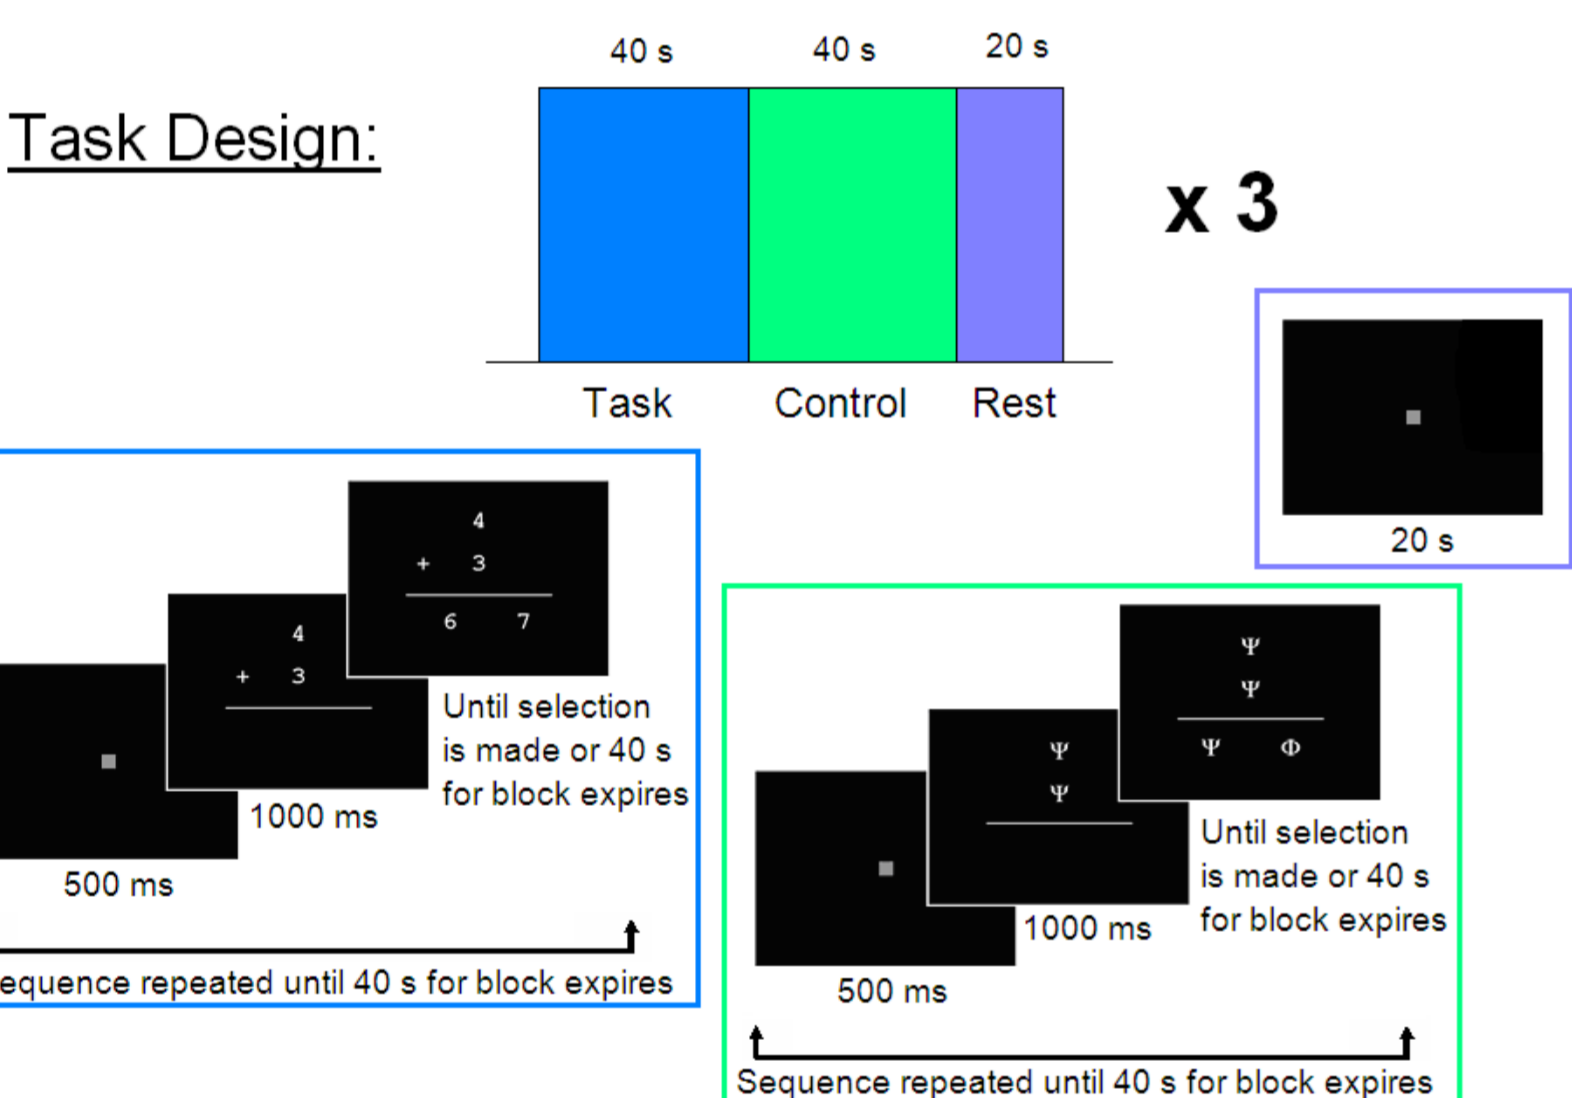 40 s 40 s 20 s
Task Design:
x 3
Task Control Rest
20 s
4
+ 3
6 7
4
+ 3
Until selection
is made or 40 s
for block expires
1000 ms
500 ms
equence repeated until 40 s for block expires
Ψ
Ψ
Ψ Φ
Ψ
Ψ
Until selection
is made or 40 s
for block expires
1000 ms
500 ms
Sequence repeated until 40 s for block expires